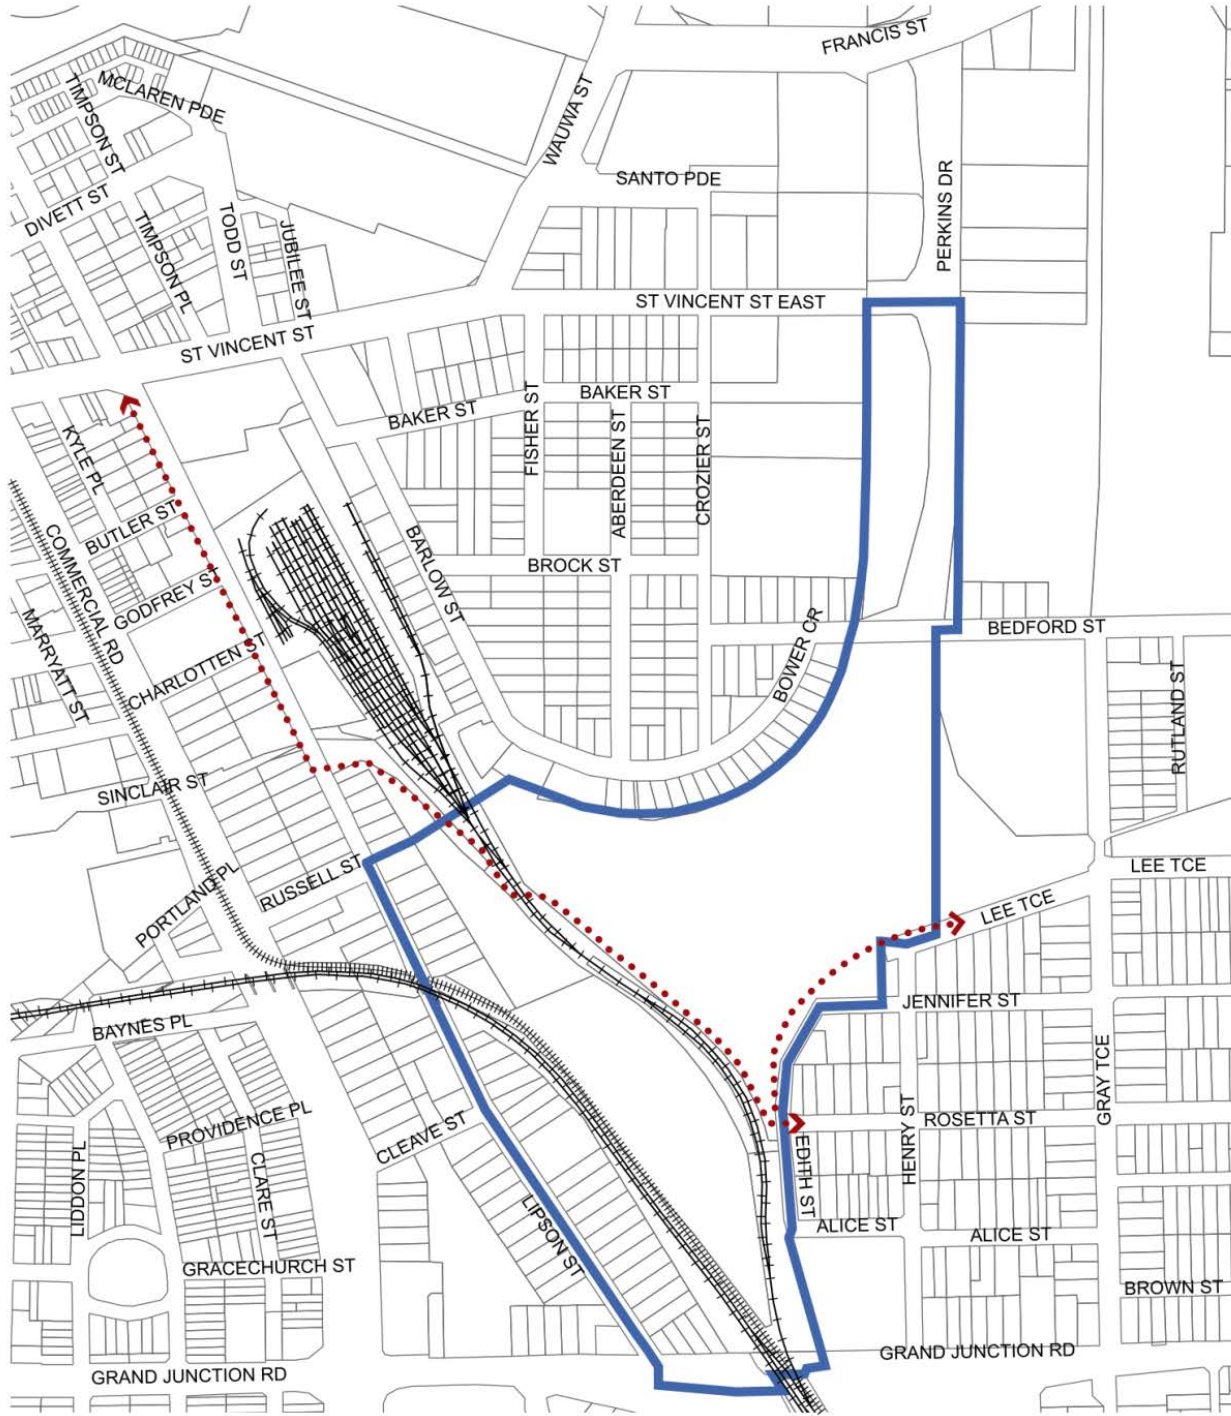 FRANCIS ST
MCLAREN PDE
TIMPSON ST
WAUWA ST
SANTO PDE
DIVETT ST
TIMPSON PL
TODD ST
JUBILEE ST
PERKINS DR
ST VINCENT ST EAST
ST VINCENT ST
BAKER ST
BAKER ST
FISHER ST
ABERDEEN ST
CROZIER ST
KYLE PL
BUTLER ST
COMMERCIAL RD
GODFREY ST
MARRYATT ST
CHARLOTTEN ST
BARLOW ST
BROCK ST
BOWER CR
BEDFORD ST
RUTLAND ST
SINCLAIR ST
RUSSELL ST
PORTLAND PL
LEE TCE
LEE TCE
BAYNES PL
JENNIFER ST
GRAY TCE
PROVIDENCE PL
CLEAVE ST
ROSETTA ST
HENRY ST
EDITH ST
LIDDON PL
CLARE ST
LIPSON ST
ALICE ST
ALICE ST
GRACECHURCH ST
BROWN ST
GRAND JUNCTION RD
GRAND JUNCTION RD